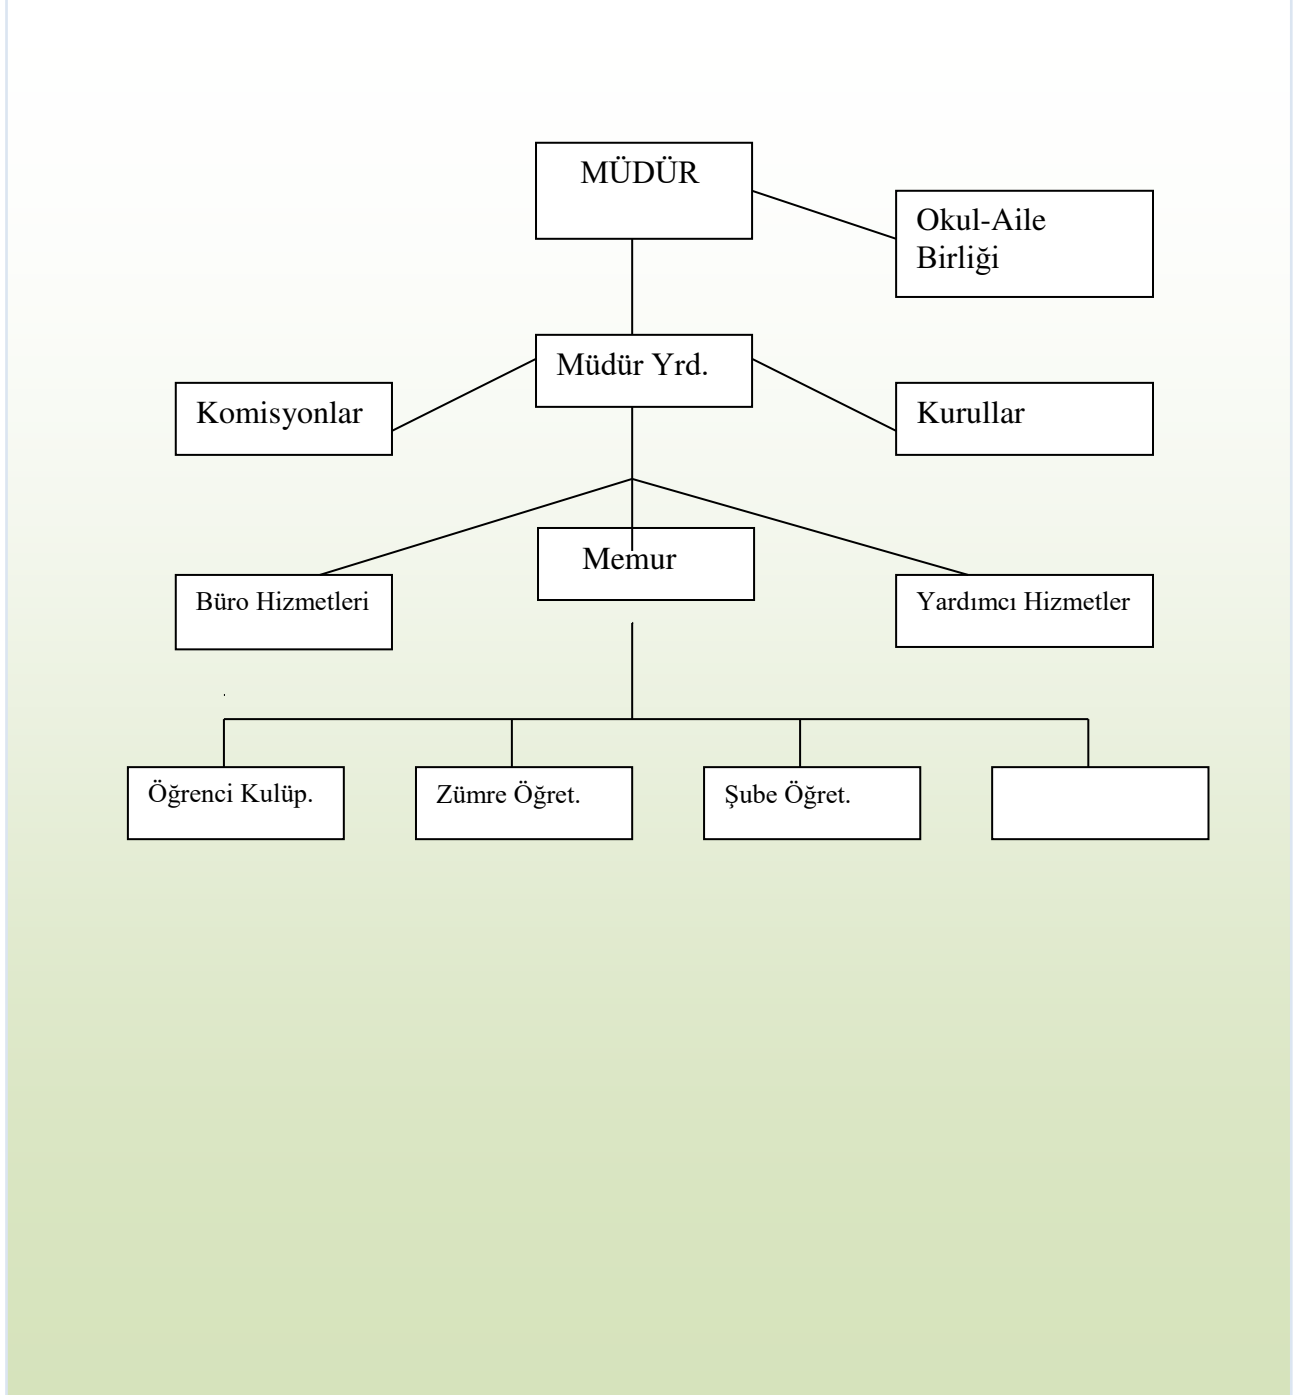 MÜDÜR
Okul-Aile
Birliği
Müdür Yrd.
Komisyonlar
Kurullar
Memur
Büro Hizmetleri
Yardımcı Hizmetler
Öğrenci Kulüp.
Zümre Öğret.
Şube Öğret.